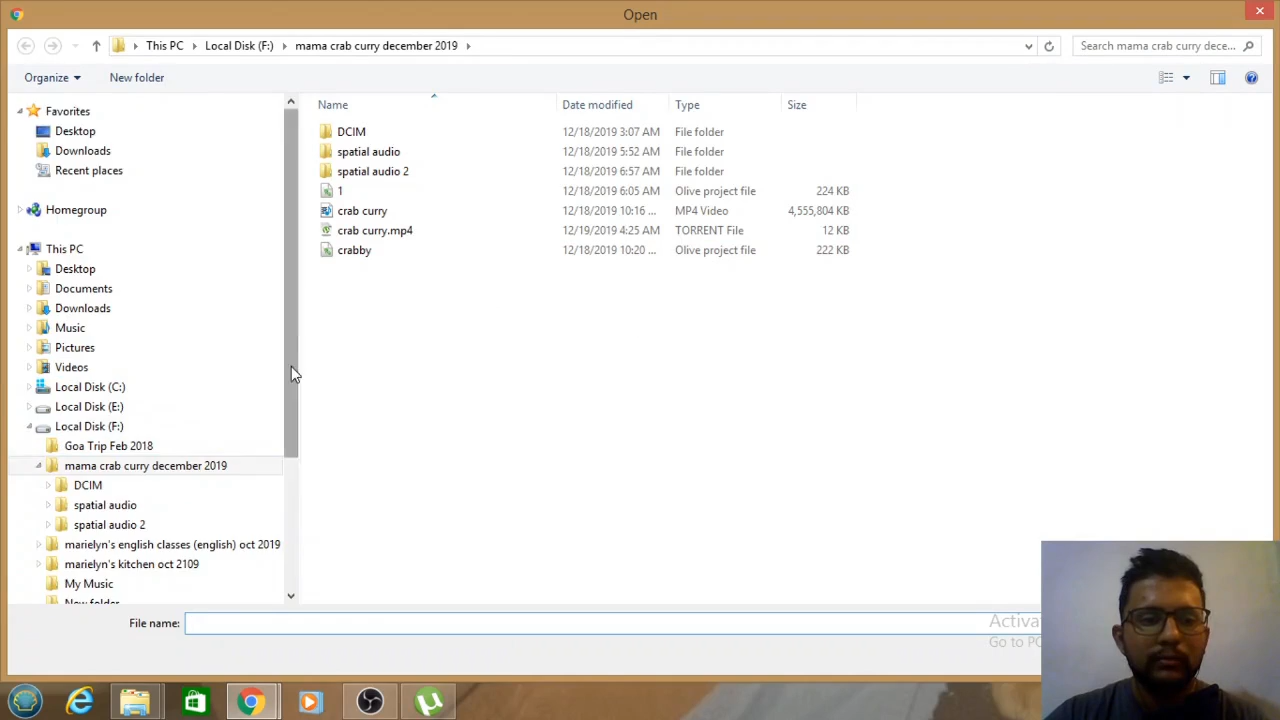 Open
This PC Local Disk (F:) mama crab curry december 2019
Search mama crab curry dece...
Organize New folder
Favorites
Desktop
Downloads
Recent places
Homegroup
This PC
Desktop
Documents
Downloads
Music
Pictures
Videos
Local Disk (C:)
Local Disk (E:)
Local Disk (F:)
Goa Trip Feb 2018
mama crab curry december 2019
DCIM
spatial audio
spatial audio 2
marielyn's english classes (english) oct 2019
marielyn's kitchen oct 2109
My Music
New folder
Name Date modified Type Size
DCIM 12/18/2019 3:07 AM File folder
spatial audio 12/18/2019 5:52 AM File folder
spatial audio 2 12/18/2019 6:57 AM File folder
1 12/18/2019 6:05 AM Olive project file 224 KB
crab curry 12/18/2019 10:16 ... MP4 Video 4,555,804 KB
crab curry.mp4 12/19/2019 4:25 AM TORRENT File 12 KB
crabby 12/18/2019 10:20 ... Olive project file 222 KB
File name:
Activa
Go to PC